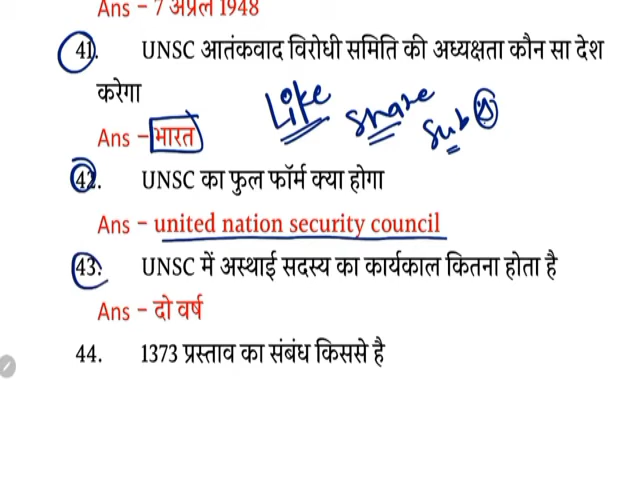 Ans - 7 अप्रैल 1948
41. UNSC आतंकवाद विरोधी समिति की अध्यक्षता कौन सा देश
करेगा
Like Share Sub
Ans - भारत
42. UNSC का फुल फॉर्म क्या होगा
Ans - united nation security council
43. UNSC में अस्थाई सदस्य का कार्यकाल कितना होता है
Ans - दो वर्ष
44. 1373 प्रस्ताव का संबंध किससे है